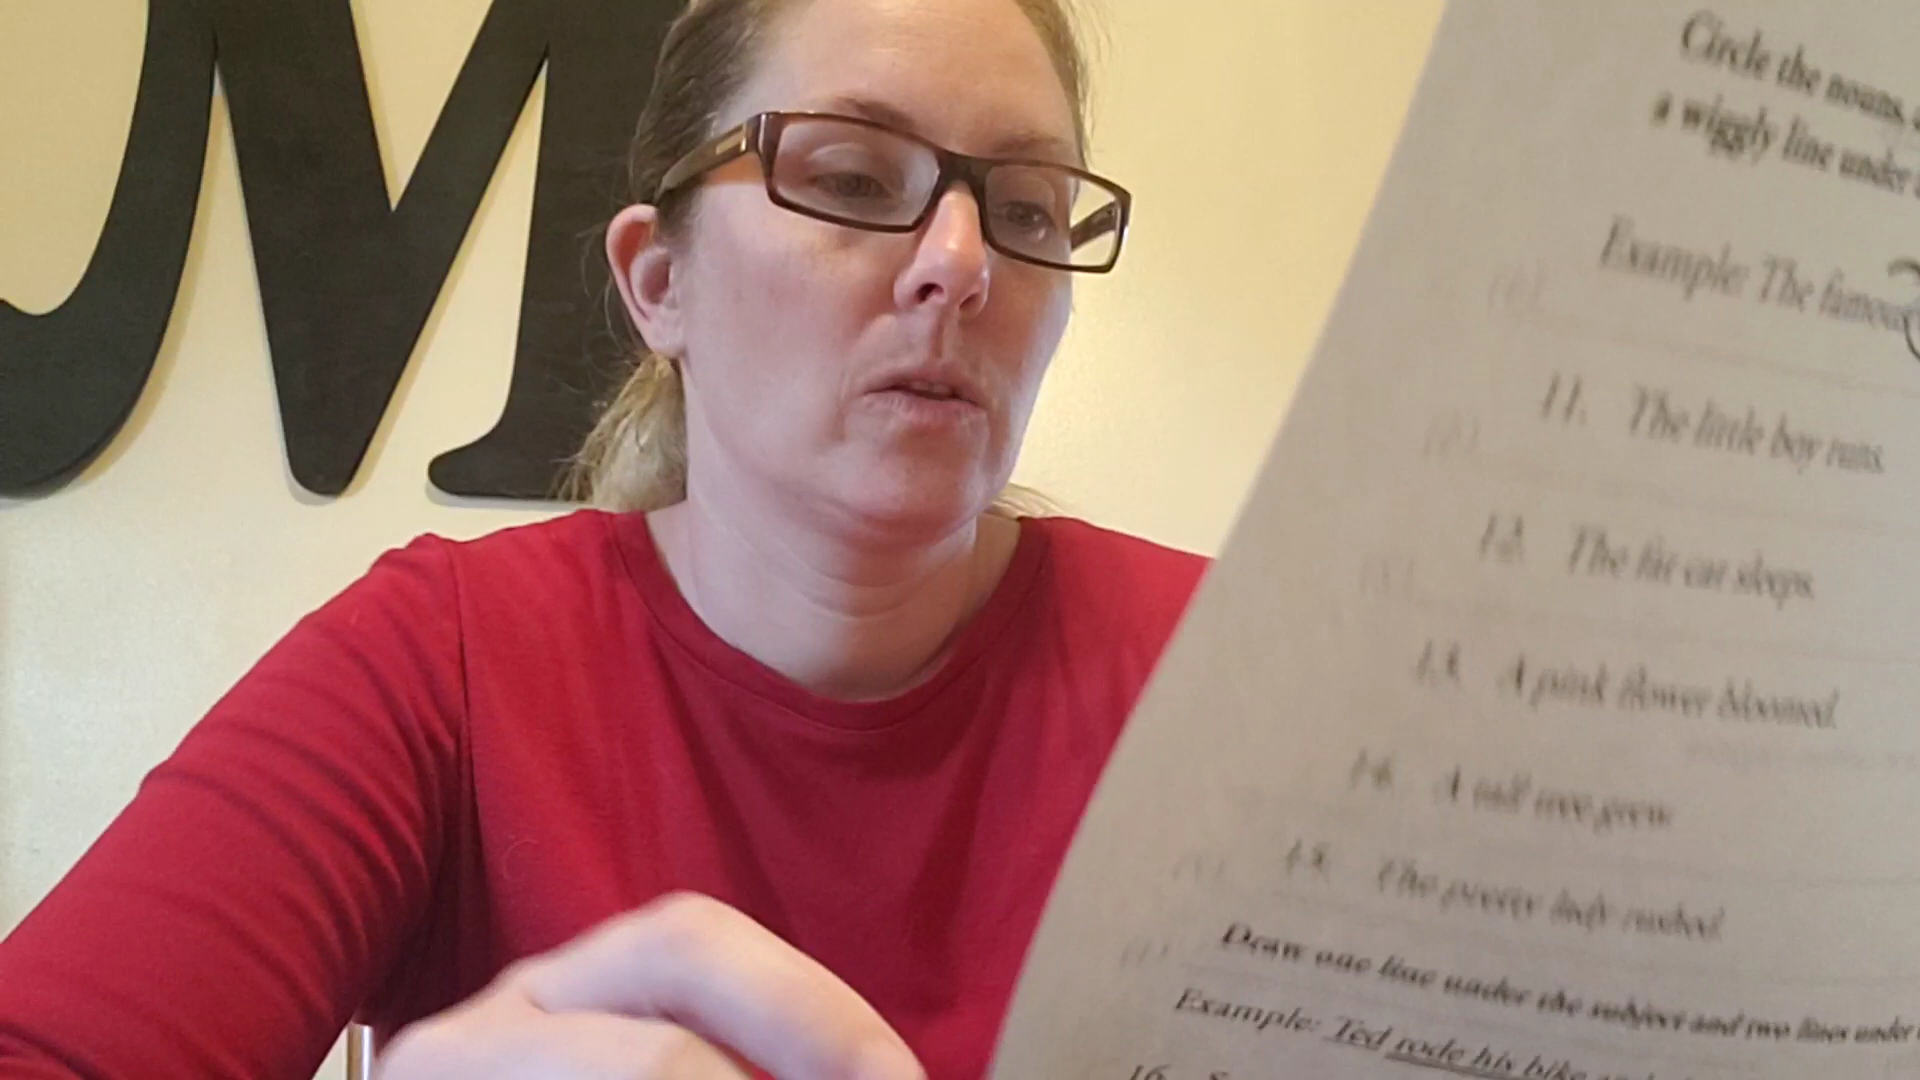 M
Circle the nouns,
a wiggly line under
Example: The famous
11. The little boy runs.
12. The fat cat sleeps.
13. A pink flower bloomed.
14. A tall tree grew.
15. The pretty lady rushed.
Draw one line under the subject and two lines under
Example: Ted rode his bike
16.